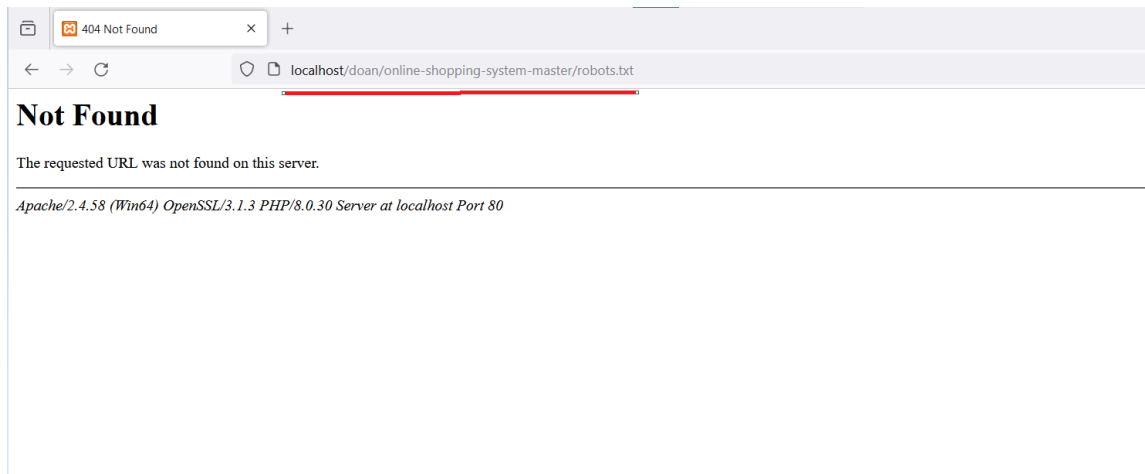 404 Not Found
localhost/doan/online-shopping-system-master/robots.txt
Not Found
The requested URL was not found on this server.
Apache/2.4.58 (Win64) OpenSSL/3.1.3 PHP/8.0.30 Server at localhost Port 80